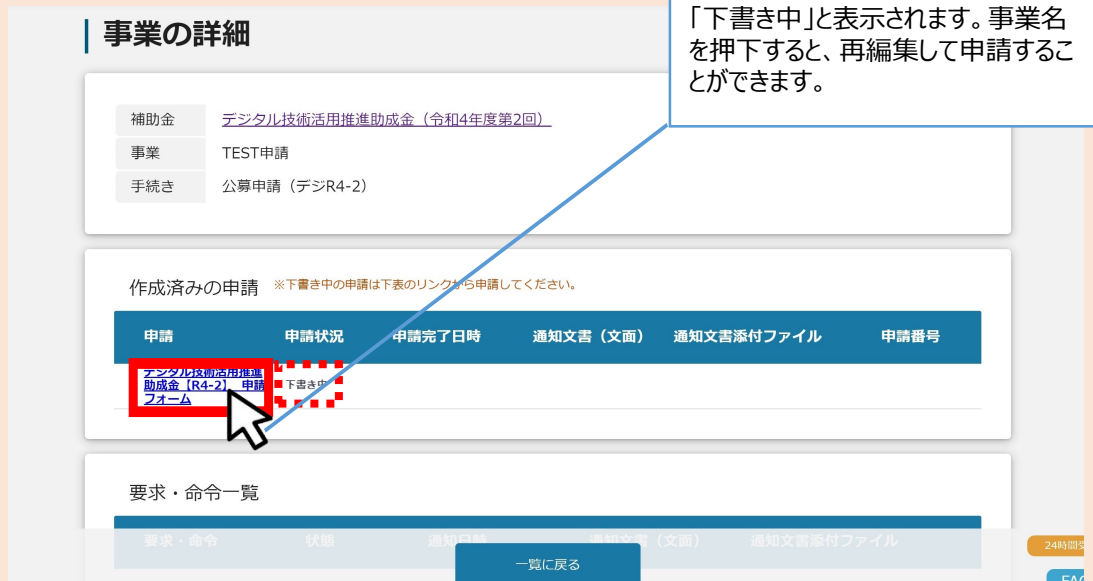 事業の詳細
「下書き中」と表示されます。事業名
を押下すると、再編集して申請するこ
とができます。
補助金 デジタル技術活用推進助成金（令和4年度第2回）
事業 TEST申請
手続き 公募申請（デジR4-2）
作成済みの申請 ※下書き中の申請は下表のリンクから申請してください。
申請 申請状況 申請完了日時 通知文書（文面） 通知文書添付ファイル 申請番号
デジタル技術活用推進
助成金【R4-2】 申請 下書き中
フォーム
要求・命令一覧
要求・命令 状態 通知日時 通知文書（文面） 通知文書添付ファイル
一覧に戻る
24時間受